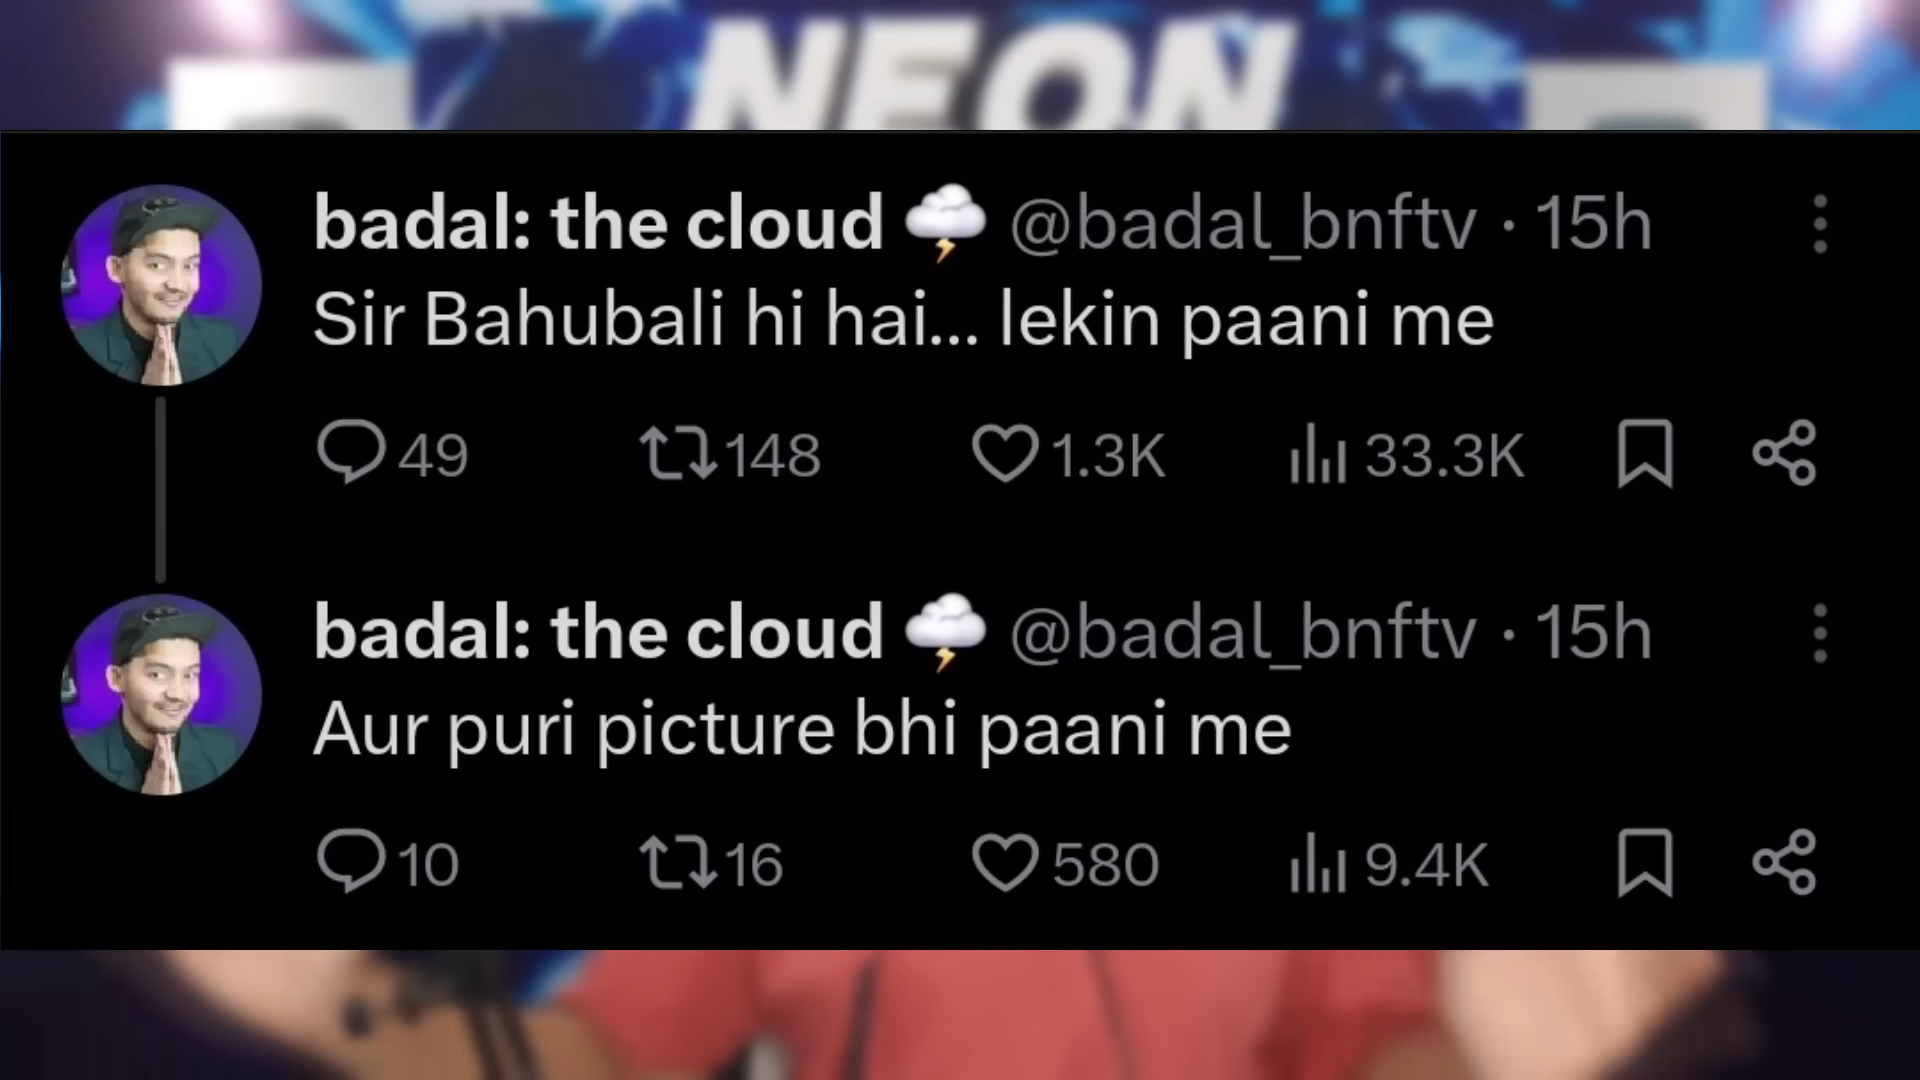 NEON
badal: the cloud 🌩️ @badal_bnftv · 15h
Sir Bahubali hi hai... lekin paani me
49 148 1.3K 33.3K
badal: the cloud 🌩️ @badal_bnftv · 15h
Aur puri picture bhi paani me
10 16 580 9.4K